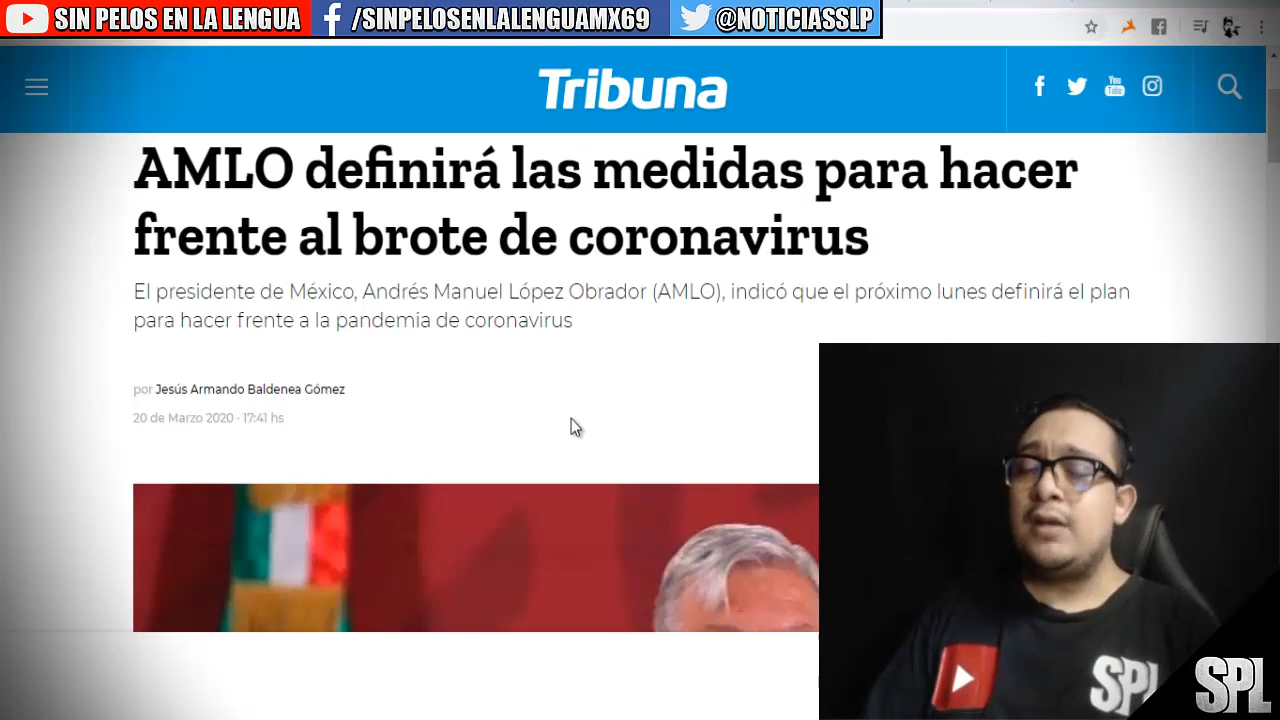 SIN PELOS EN LA LENGUA
/SINPELOSENLALENGUAMX69
@NOTICIASSLP
Tribuna
AMLO definirá las medidas para hacer
frente al brote de coronavirus
El presidente de México, Andrés Manuel López Obrador (AMLO), indicó que el próximo lunes definirá el plan
para hacer frente a la pandemia de coronavirus
por Jesús Armando Baldenea Gómez
20 de Marzo 2020 - 17:41 hs
SPL
SPL